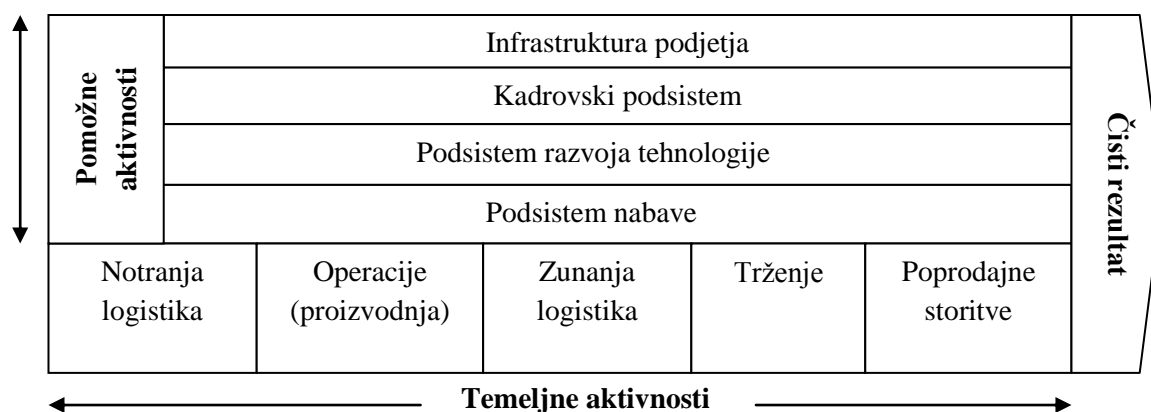 Pomožne
aktivnosti
Infrastruktura podjetja
Kadrovski podsistem
Podsistem razvoja tehnologije
Podsistem nabave
Čisti rezultat
Notranja
logistika
Operacije
(proizvodnja)
Zunanja
logistika
Trženje
Poprodajne
storitve
Temeljne aktivnosti